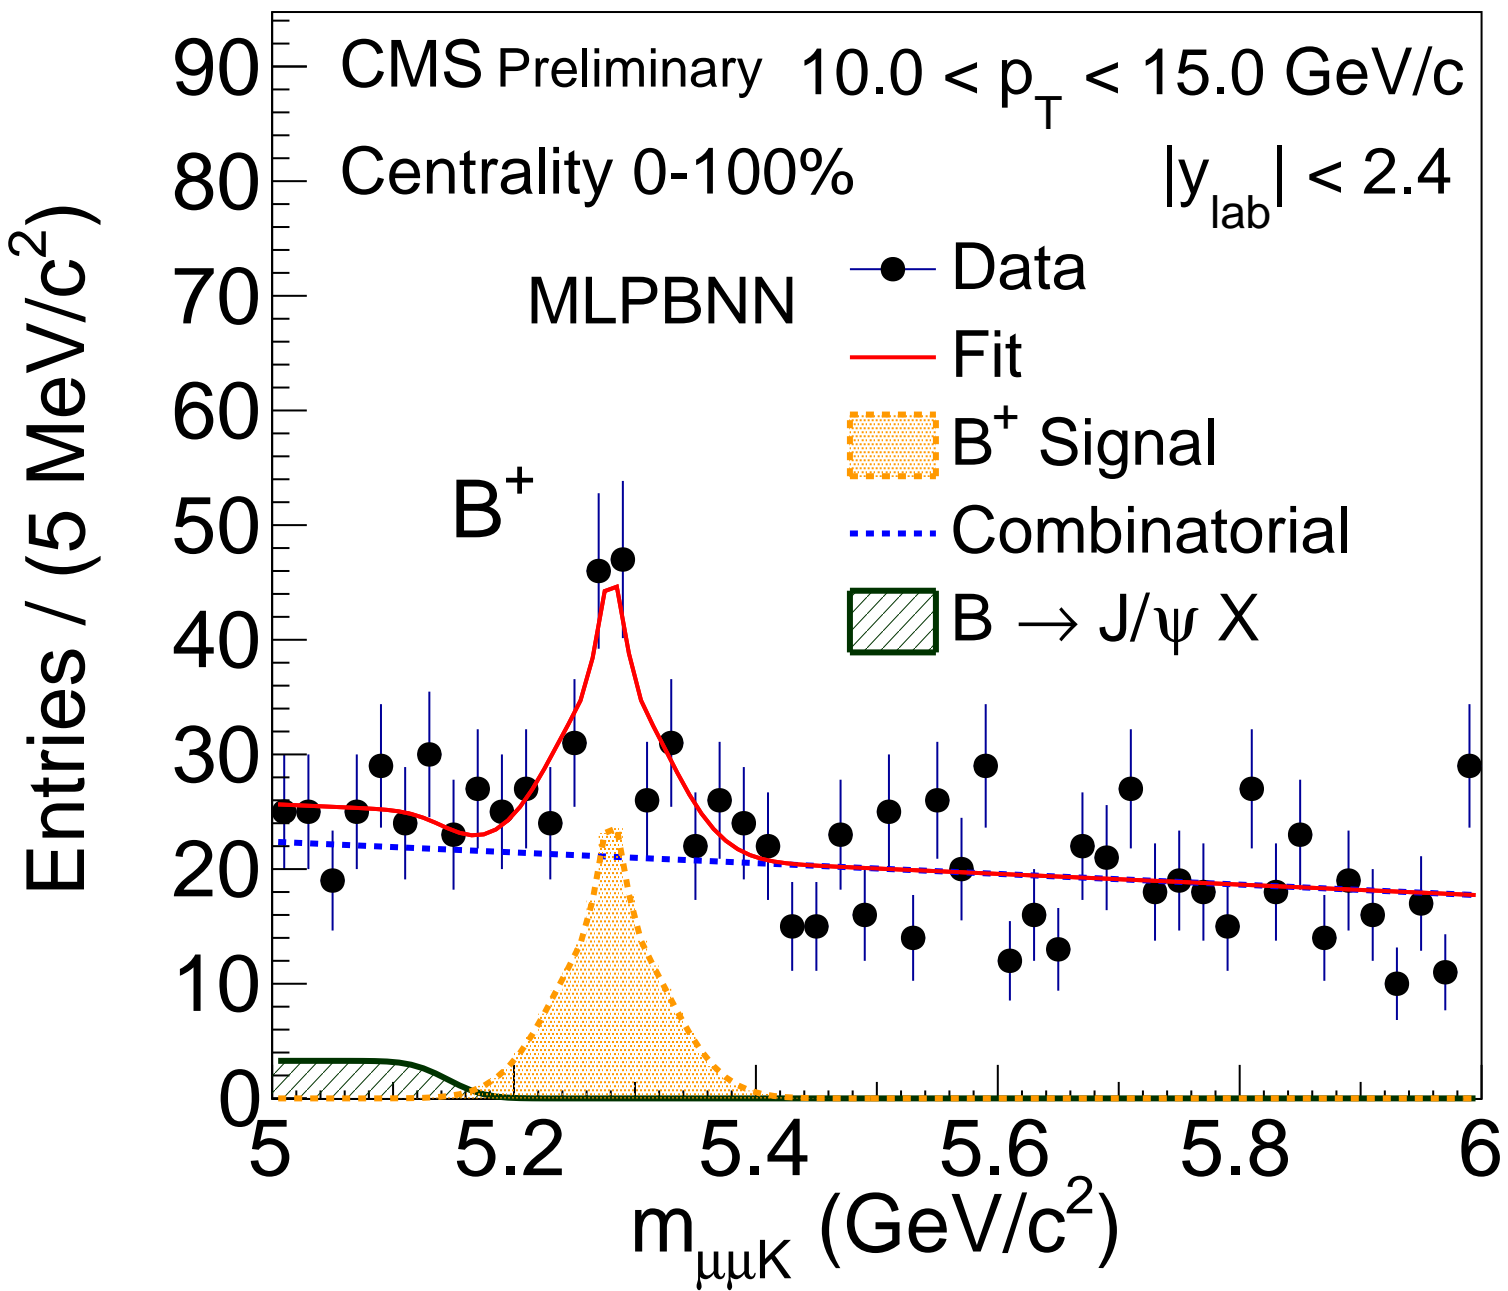 CMS Preliminary 10.0 < p_T < 15.0 GeV/c
Centrality 0-100% |y_lab| < 2.4
MLPBNN
Data
Fit
B⁺ Signal
Combinatorial
B → J/ψ X
B⁺
Entries / (5 MeV/c²)
90
80
70
60
50
40
30
20
10
0
5 5.2 5.4 5.6 5.8 6
m_μμK (GeV/c²)